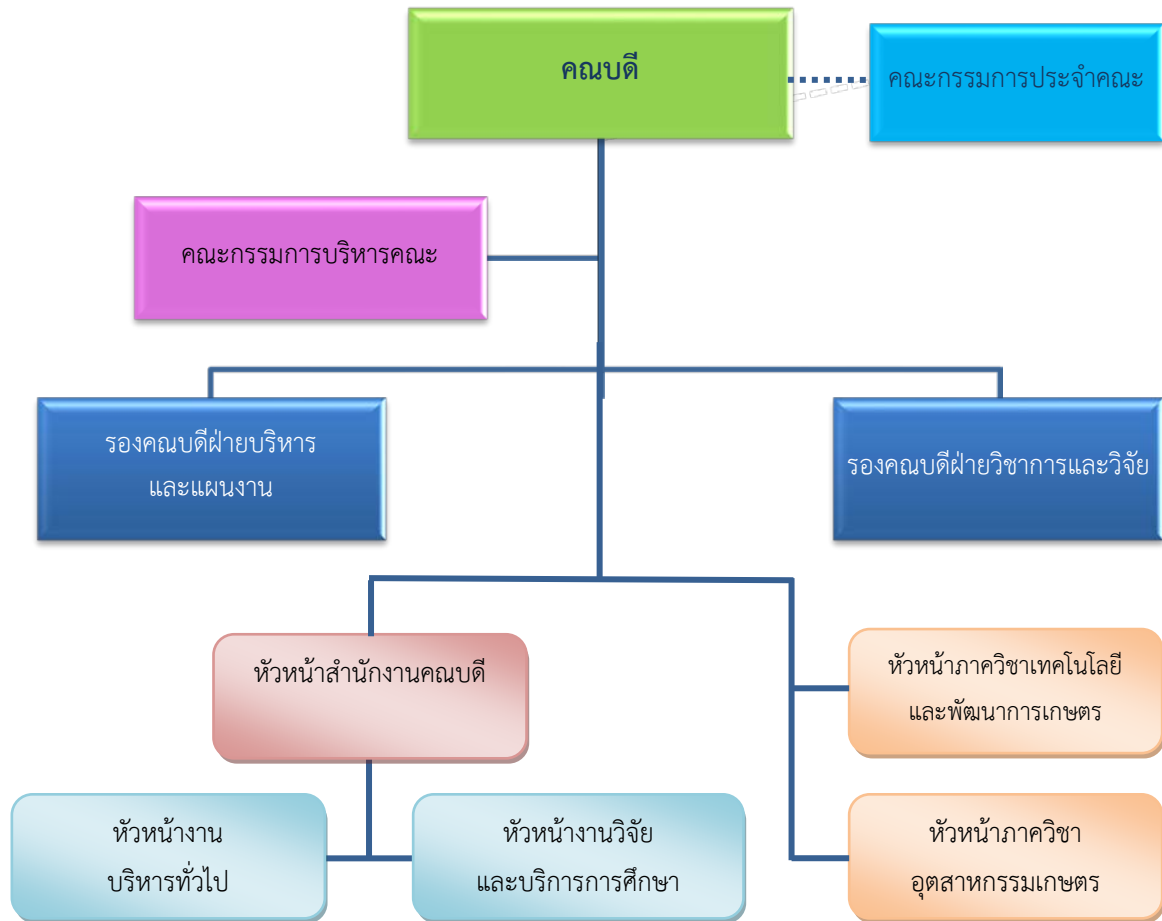 คณบดี
คณะกรรมการประจำคณะ
คณะกรรมการบริหารคณะ
รองคณบดีฝ่ายบริหาร
และแผนงาน
รองคณบดีฝ่ายวิชาการและวิจัย
หัวหน้าสำนักงานคณบดี
หัวหน้าภาควิชาเทคโนโลยี
และพัฒนาการเกษตร
หัวหน้างาน
บริหารทั่วไป
หัวหน้างานวิจัย
และบริการการศึกษา
หัวหน้าภาควิชา
อุตสาหกรรมเกษตร